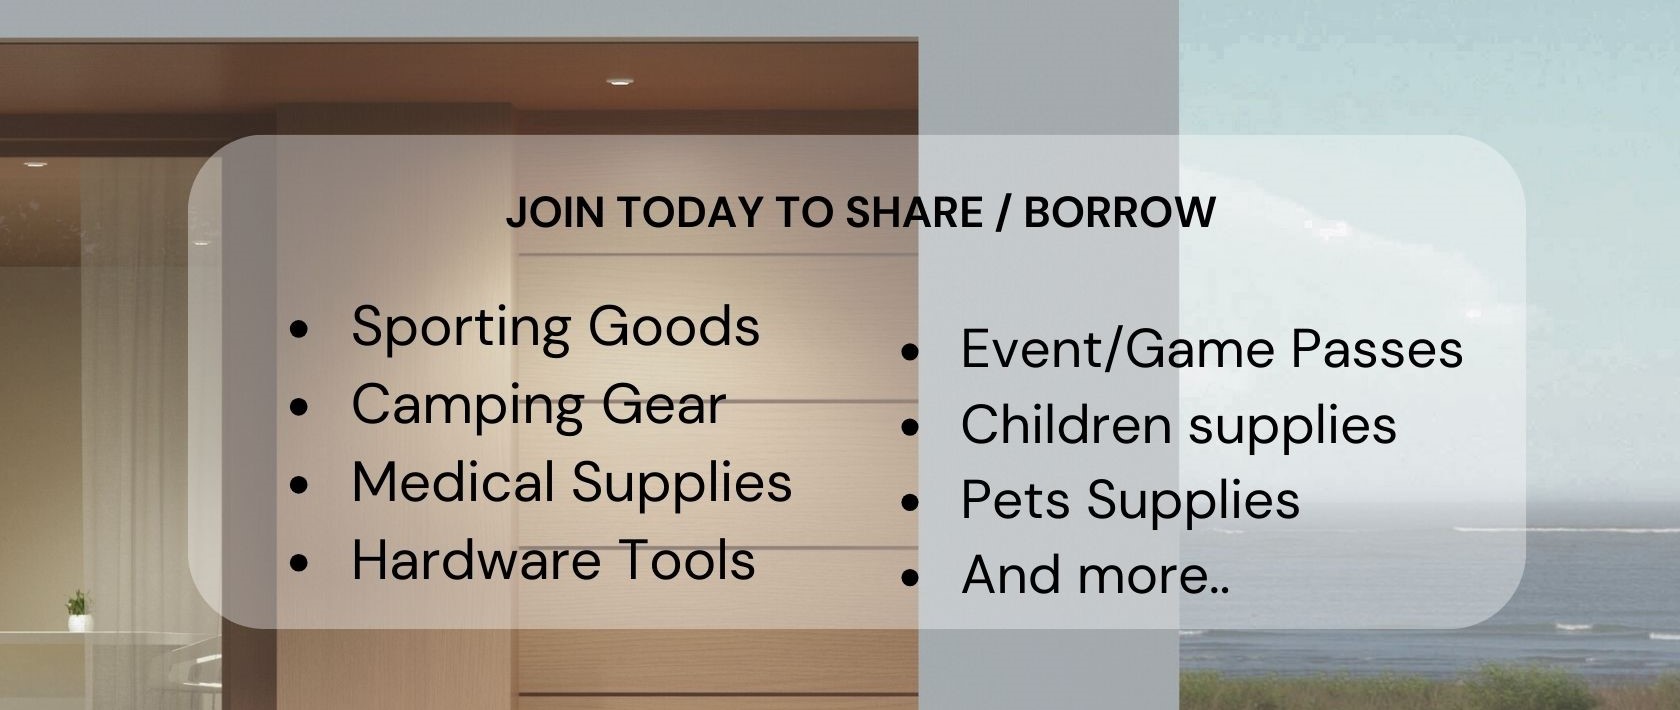 JOIN TODAY TO SHARE / BORROW
• Sporting Goods
• Camping Gear
• Medical Supplies
• Hardware Tools
• Event/Game Passes
• Children supplies
• Pets Supplies
• And more..